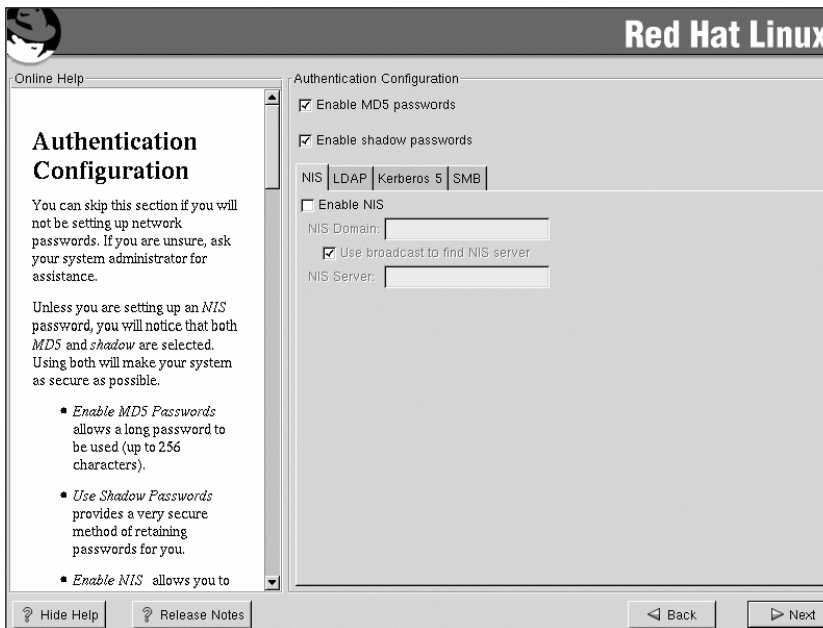 Red Hat Linux
Online Help
Authentication
Configuration
You can skip this section if you will
not be setting up network
passwords. If you are unsure, ask
your system administrator for
assistance.
Unless you are setting up an NIS
password, you will notice that both
MD5 and shadow are selected.
Using both will make your system
as secure as possible.
Enable MD5 Passwords
allows a long password to
be used (up to 256
characters).
Use Shadow Passwords
provides a very secure
method of retaining
passwords for you.
Enable NIS allows you to
Authentication Configuration
Enable MD5 passwords
Enable shadow passwords
NIS LDAP Kerberos 5 SMB
Enable NIS
NIS Domain:
Use broadcast to find NIS server
NIS Server:
Hide Help Release Notes Back Next